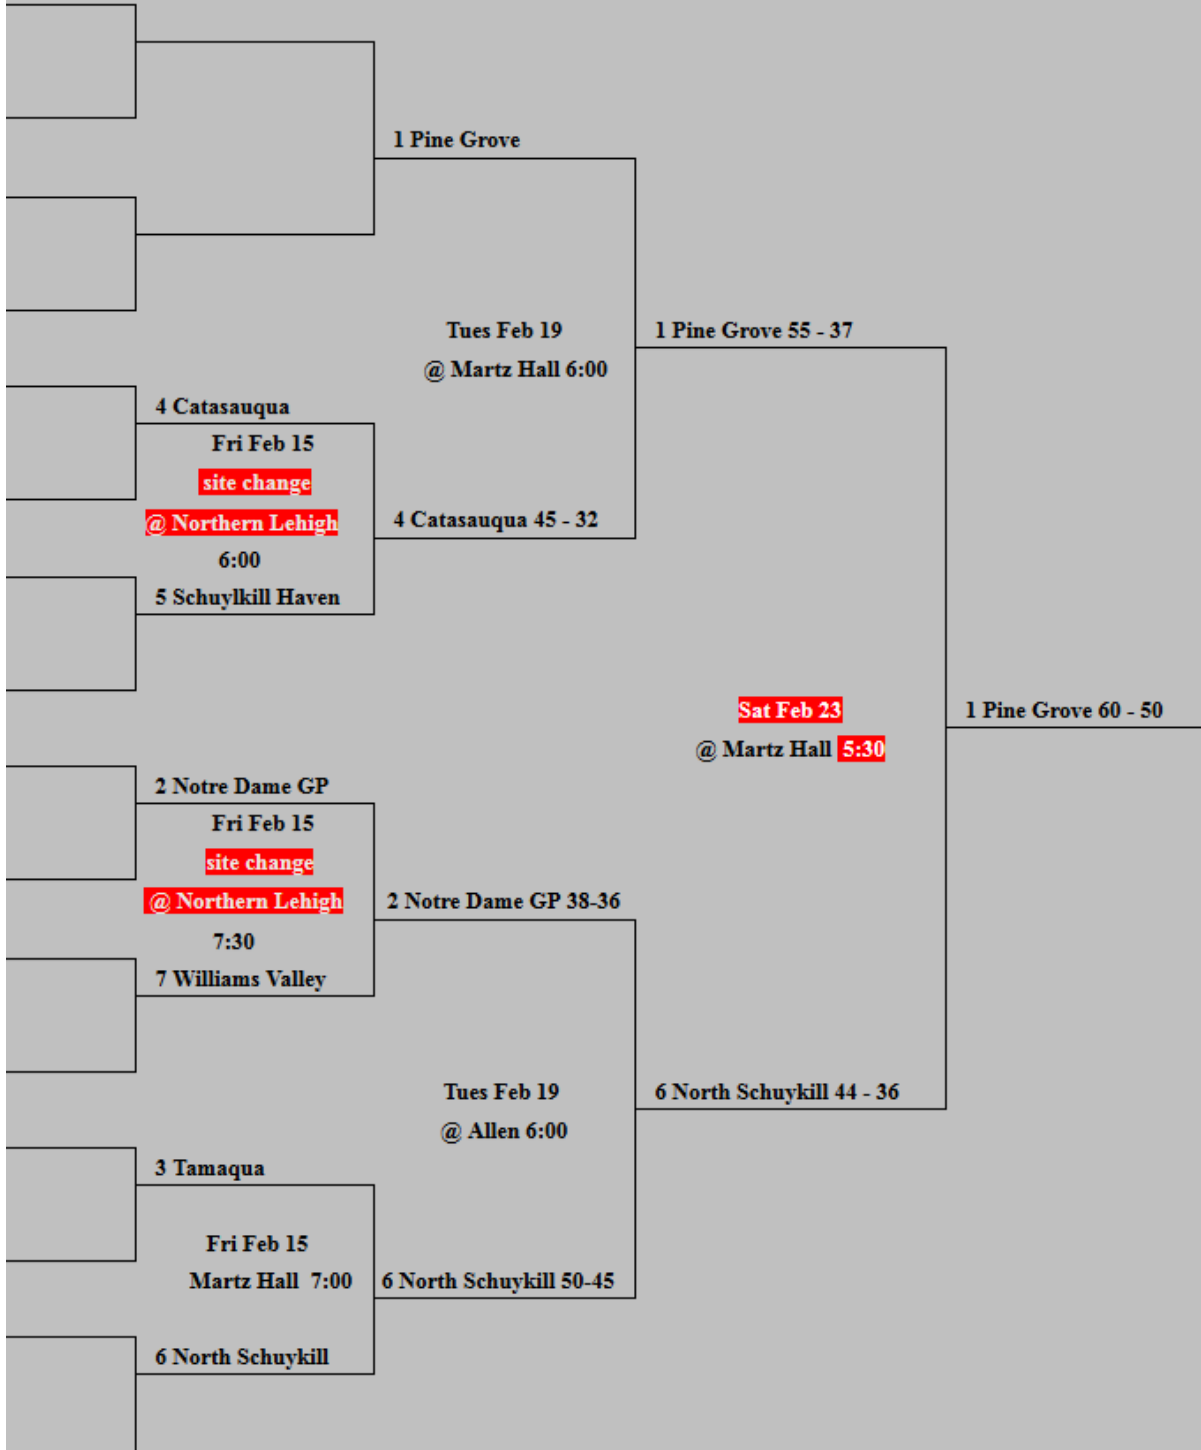 1 Pine Grove
Tues Feb 19
1 Pine Grove 55 - 37
@ Martz Hall 6:00
4 Catasauqua
Fri Feb 15
site change
@ Northern Lehigh
4 Catasauqua 45 - 32
6:00
5 Schuylkill Haven
Sat Feb 23
1 Pine Grove 60 - 50
@ Martz Hall 5:30
2 Notre Dame GP
Fri Feb 15
site change
@ Northern Lehigh
2 Notre Dame GP 38-36
7:30
7 Williams Valley
Tues Feb 19
6 North Schuykill 44 - 36
@ Allen 6:00
3 Tamaqua
Fri Feb 15
Martz Hall 7:00
6 North Schuykill 50-45
6 North Schuykill